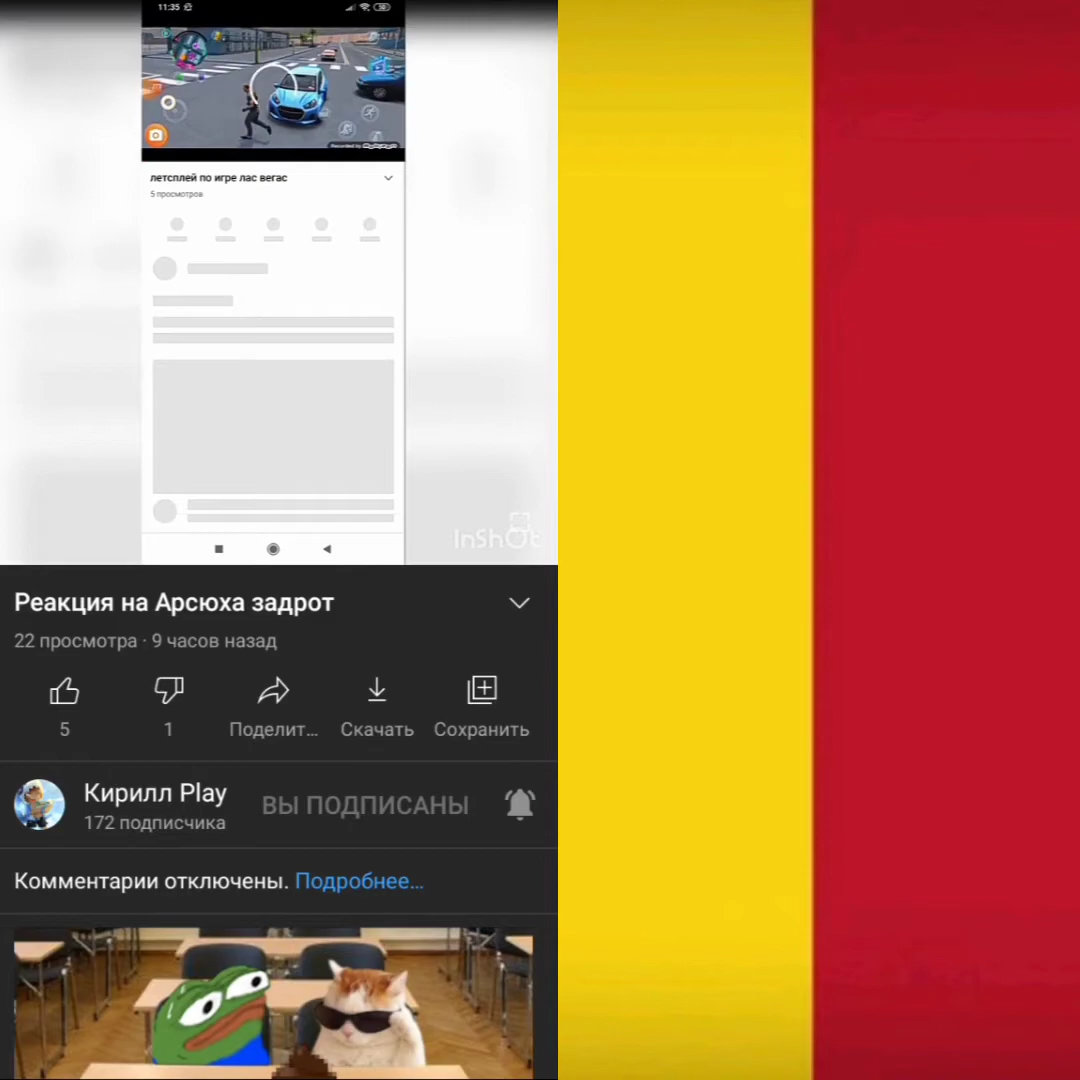 11:35
30
летсплей по игре лас вегас
5 просмотров
InShOt
Реакция на Арсюха задрот
22 просмотра · 9 часов назад
5
1
Поделит...
Скачать
Сохранить
Кирилл Play
ВЫ ПОДПИСАНЫ
172 подписчика
Комментарии отключены. Подробнее...